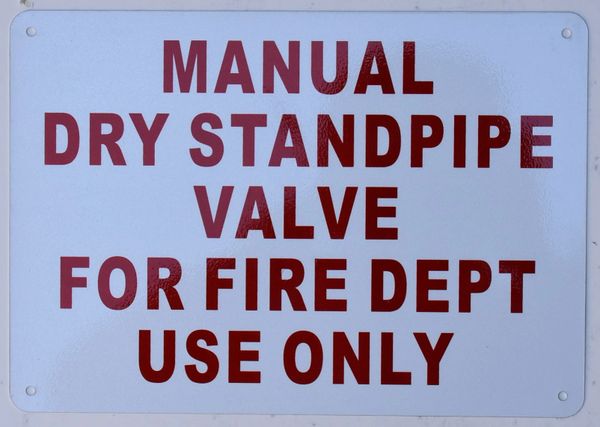 MANUAL
DRY STANDPIPE
VALVE
FOR FIRE DEPT
USE ONLY